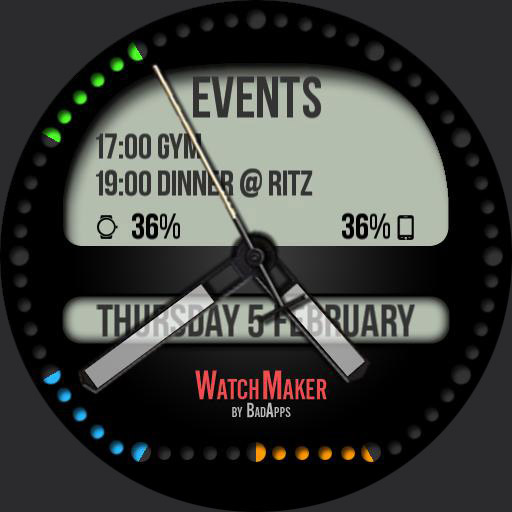 EVENTS
17:00 GYM
19:00 DINNER @ RITZ
36% 36%
THURSDAY 5 FEBRUARY
WATCHMAKER
BY BADAPPS